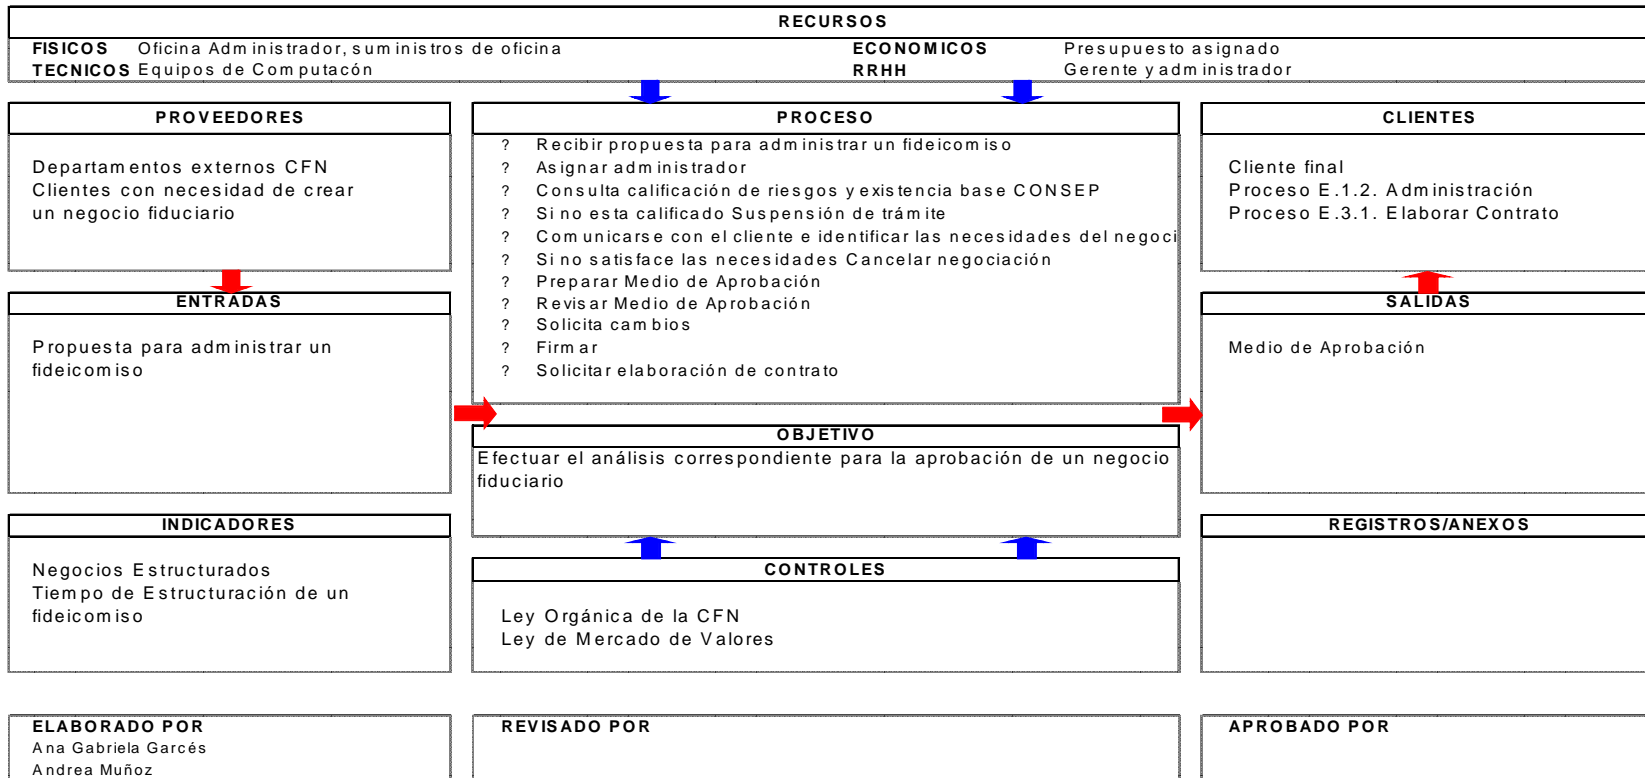 RECURSOS
FISICOS Oficina Administrador, suministros de oficina ECONOMICOS Presupuesto asignado
TECNICOS Equipos de Computacón RRHH Gerente y administrador
PROVEEDORES
Departamentos externos CFN
Clientes con necesidad de crear
un negocio fiduciario
PROCESO
? Recibir propuesta para administrar un fideicomiso
? Asignar administrador
? Consulta calificación de riesgos y existencia base CONSEP
? Si no esta calificado Suspensión de trámite
? Comunicarse con el cliente e identificar las necesidades del negoci
? Si no satisface las necesidades Cancelar negociación
? Preparar Medio de Aprobación
? Revisar Medio de Aprobación
? Solicita cambios
? Firmar
? Solicitar elaboración de contrato
CLIENTES
Cliente final
Proceso E.1.2. Administración
Proceso E.3.1. Elaborar Contrato
ENTRADAS
Propuesta para administrar un
fideicomiso
SALIDAS
Medio de Aprobación
OBJETIVO
Efectuar el análisis correspondiente para la aprobación de un negocio
fiduciario
INDICADORES
Negocios Estructurados
Tiempo de Estructuración de un
fideicomiso
CONTROLES
Ley Orgánica de la CFN
Ley de Mercado de Valores
REGISTROS/ANEXOS
ELABORADO POR
Ana Gabriela Garcés
Andrea Muñoz
REVISADO POR
APROBADO POR